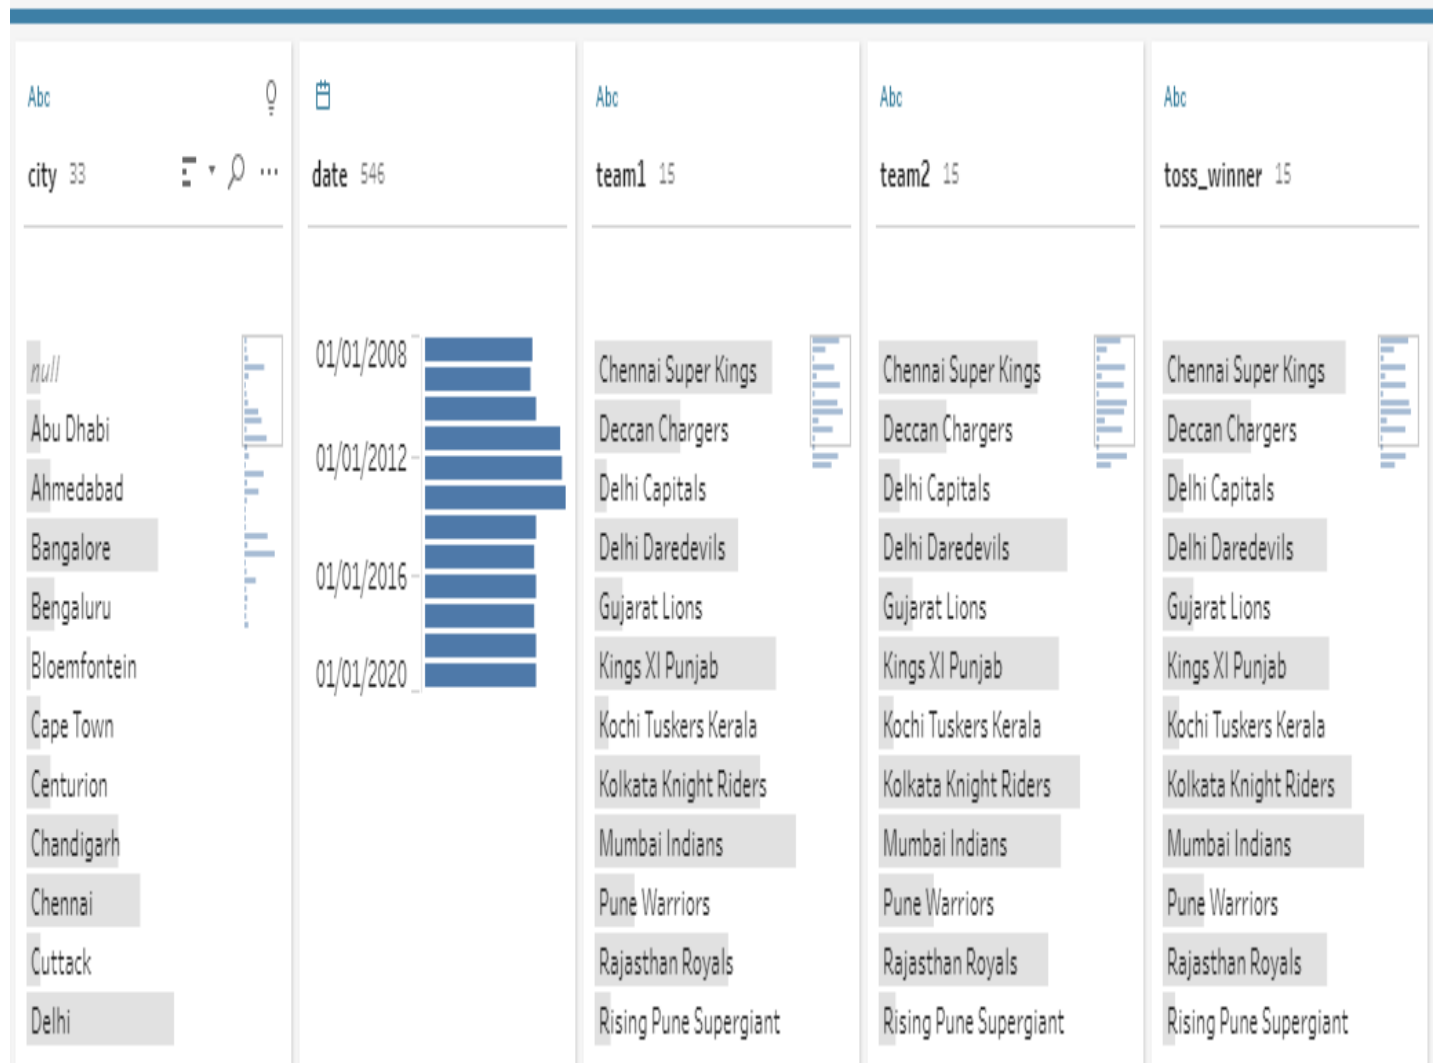 Abc
city 33
null
Abu Dhabi
Ahmedabad
Bangalore
Bengaluru
Bloemfontein
Cape Town
Centurion
Chandigarh
Chennai
Cuttack
Delhi
date 546
01/01/2008
01/01/2012
01/01/2016
01/01/2020
Abc
team1 15
Chennai Super Kings
Deccan Chargers
Delhi Capitals
Delhi Daredevils
Gujarat Lions
Kings XI Punjab
Kochi Tuskers Kerala
Kolkata Knight Riders
Mumbai Indians
Pune Warriors
Rajasthan Royals
Rising Pune Supergiant
Abc
team2 15
Chennai Super Kings
Deccan Chargers
Delhi Capitals
Delhi Daredevils
Gujarat Lions
Kings XI Punjab
Kochi Tuskers Kerala
Kolkata Knight Riders
Mumbai Indians
Pune Warriors
Rajasthan Royals
Rising Pune Supergiant
Abc
toss_winner 15
Chennai Super Kings
Deccan Chargers
Delhi Capitals
Delhi Daredevils
Gujarat Lions
Kings XI Punjab
Kochi Tuskers Kerala
Kolkata Knight Riders
Mumbai Indians
Pune Warriors
Rajasthan Royals
Rising Pune Supergiant